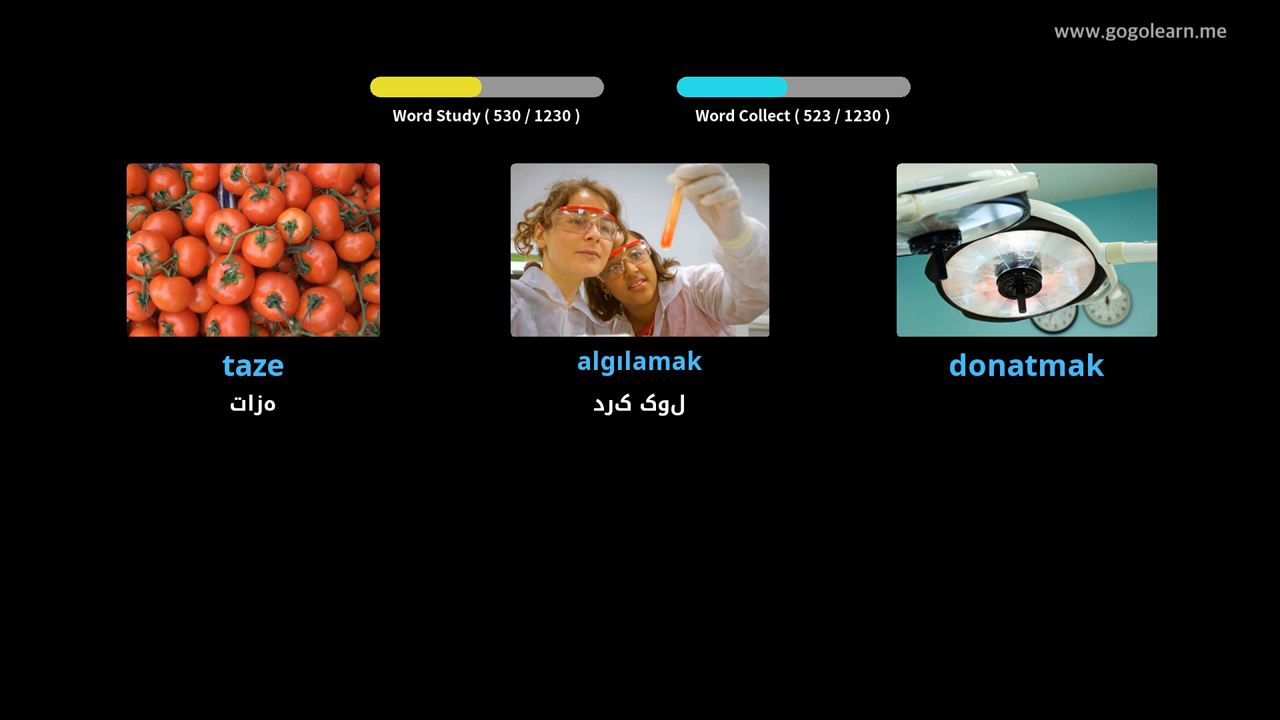 www.gogolearn.me
Word Study ( 530 / 1230 )
Word Collect ( 523 / 1230 )
taze
algılamak
donatmak
هزات
لوک کرد